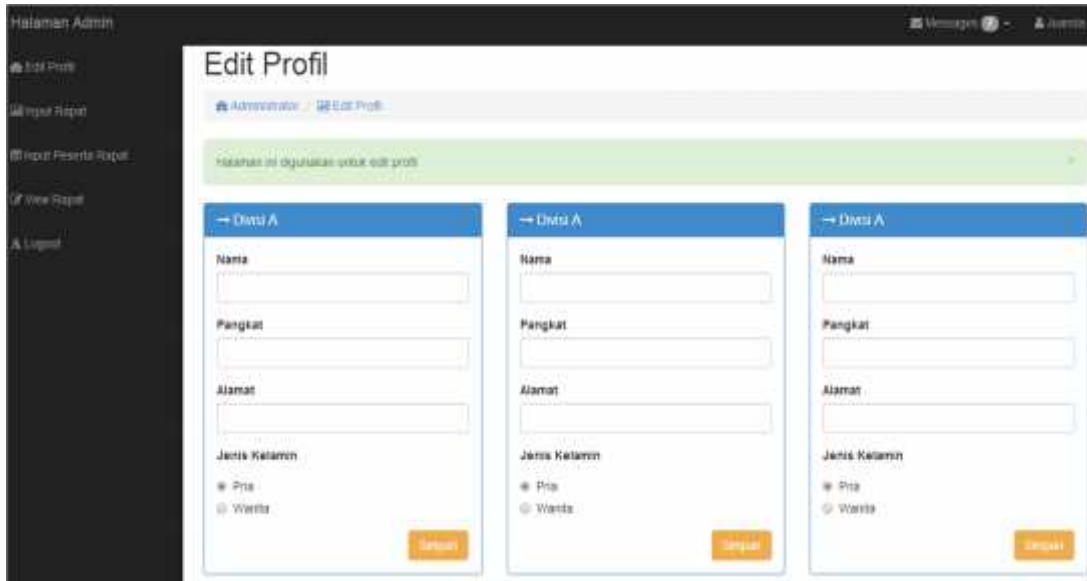 Halaman Admin
Messages
Edit Profil
Input Rapat
Input Peserta Rapat
View Rapat
Logout
Edit Profil
Administrator / Edit Profil
Halaman ini digunakan untuk edit profil
→ Divisi A
Nama
Pangkat
Alamat
Jenis Kelamin
Pria
Wanita
Simpan
→ Divisi A
Nama
Pangkat
Alamat
Jenis Kelamin
Pria
Wanita
Simpan
→ Divisi A
Nama
Pangkat
Alamat
Jenis Kelamin
Pria
Wanita
Simpan